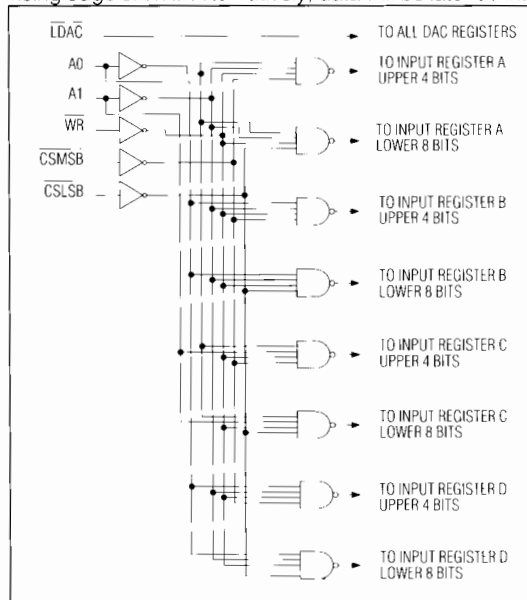 LDAC
TO ALL DAC REGISTERS
A0
TO INPUT REGISTER A
UPPER 4 BITS
A1
WR
TO INPUT REGISTER A
LOWER 8 BITS
CSMSB
CSLSB
TO INPUT REGISTER B
UPPER 4 BITS
TO INPUT REGISTER B
LOWER 8 BITS
TO INPUT REGISTER C
UPPER 4 BITS
TO INPUT REGISTER C
LOWER 8 BITS
TO INPUT REGISTER D
UPPER 4 BITS
TO INPUT REGISTER D
LOWER 8 BITS